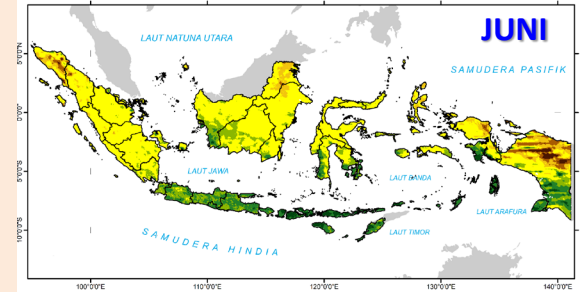 JUNI
LAUT NATUNA UTARA
SAMUDERA PASIFIK
LAUT JAWA
LAUT BANDA
LAUT ARAFURA
SAMUDERA HINDIA
LAUT TIMOR
5°0'0"N
0°0'0"
5°0'0"S
10°0'0"S
100°0'0"E
110°0'0"E
120°0'0"E
130°0'0"E
141°0'0"E